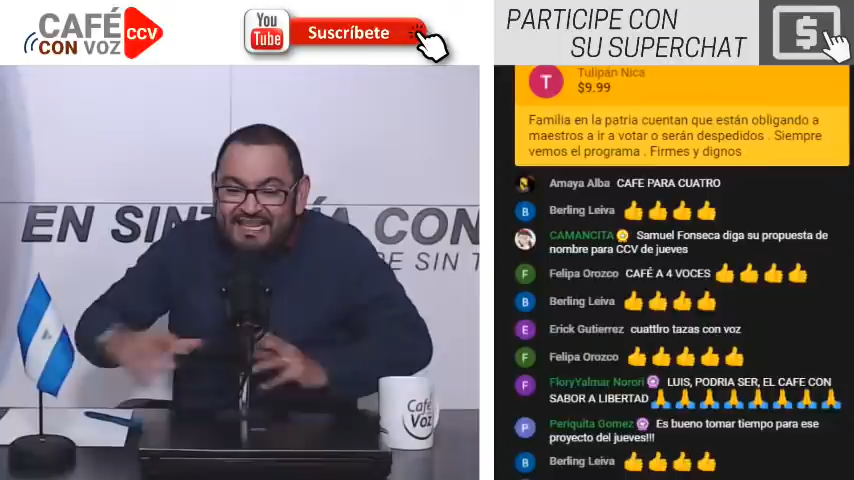 CAFÉ
CON VOZ
CCV
You
Tube
Suscríbete
PARTICIPE CON
SU SUPERCHAT
$
EN SINT
ÍA CON
E SIN T
Café
Voz
T
Tulipán Nica
$9.99
Familia en la patria cuentan que están obligando a
maestros a ir a votar o serán despedidos . Siempre
vemos el programa . Firmes y dignos
Amaya Alba CAFE PARA CUATRO
B Berling Leiva 👍👍👍👍
CAMANCITA Samuel Fonseca diga su propuesta de
nombre para CCV de jueves
F Felipa Orozco CAFÉ A 4 VOCES 👍👍👍👍
B Berling Leiva 👍👍👍👍
E Erick Gutierrez cuattlro tazas con voz
F Felipa Orozco 👍👍👍👍👍
F FloryYalmar Norori LUIS, PODRIA SER, EL CAFE CON
SABOR A LIBERTAD 🙏🙏🙏🙏🙏🙏🙏🙏
P Periquita Gomez Es bueno tomar tiempo para ese
proyecto del jueves!!!
B Berling Leiva 👍👍👍👍